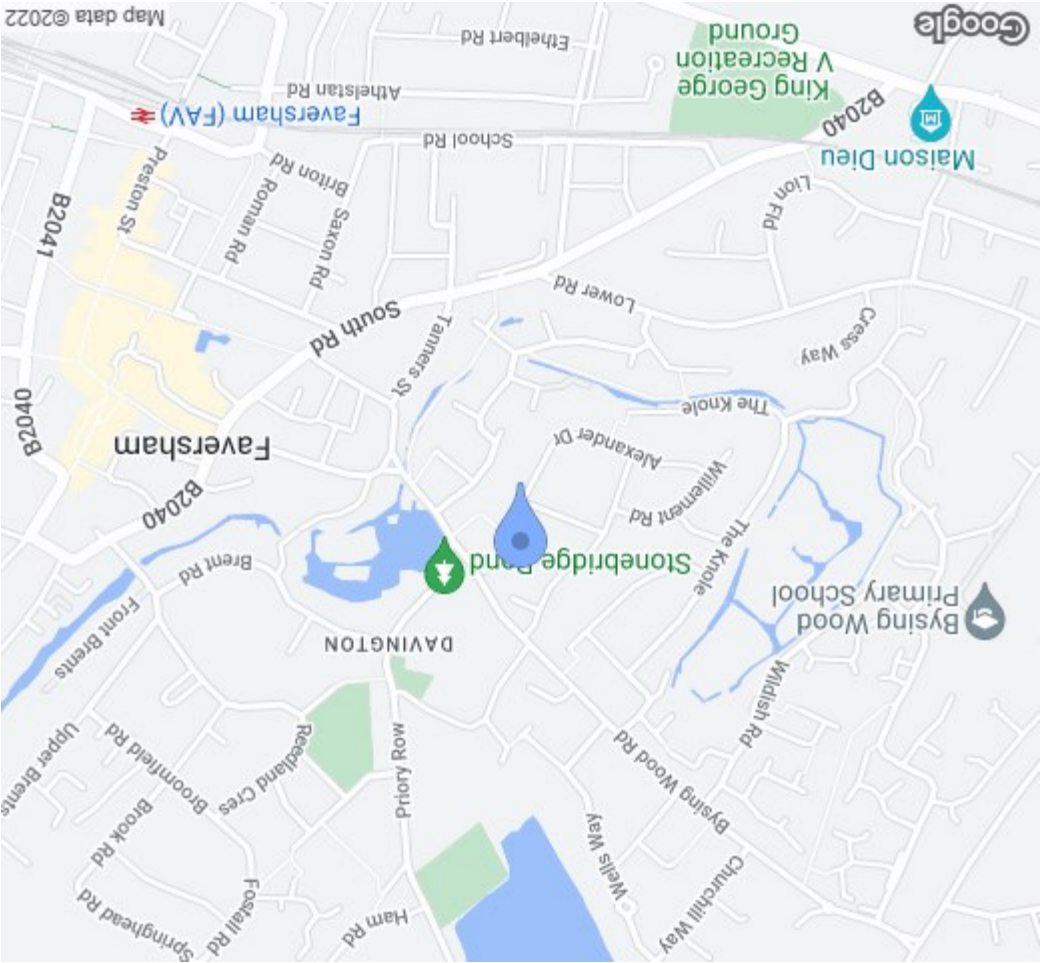 Springhead Rd
Ham Rd
Fostall Rd
Churchill Way
Wells Way
Brook Rd
Broomfield Rd
Reedland Cres
Upper Brents
Priory Row
Bysing Wood Rd
Wildish Rd
DAVINGTON
Front Brents
Bysing Wood
Primary School
Stonebridge Pond
The Knole
Brent Rd
B2040
Willement Rd
Alexander Dr
Faversham
B2040
The Knole
Tanners St
Cress Way
South Rd
Lower Rd
B2041
Saxon Rd
Roman Rd
Preston St
Lion Fld
Briton Rd
Maison Dieu
School Rd
B2040
Faversham (FAV)
Athelstan Rd
King George
V Recreation
Ground
Ethelbert Rd
Google
Map data ©2022